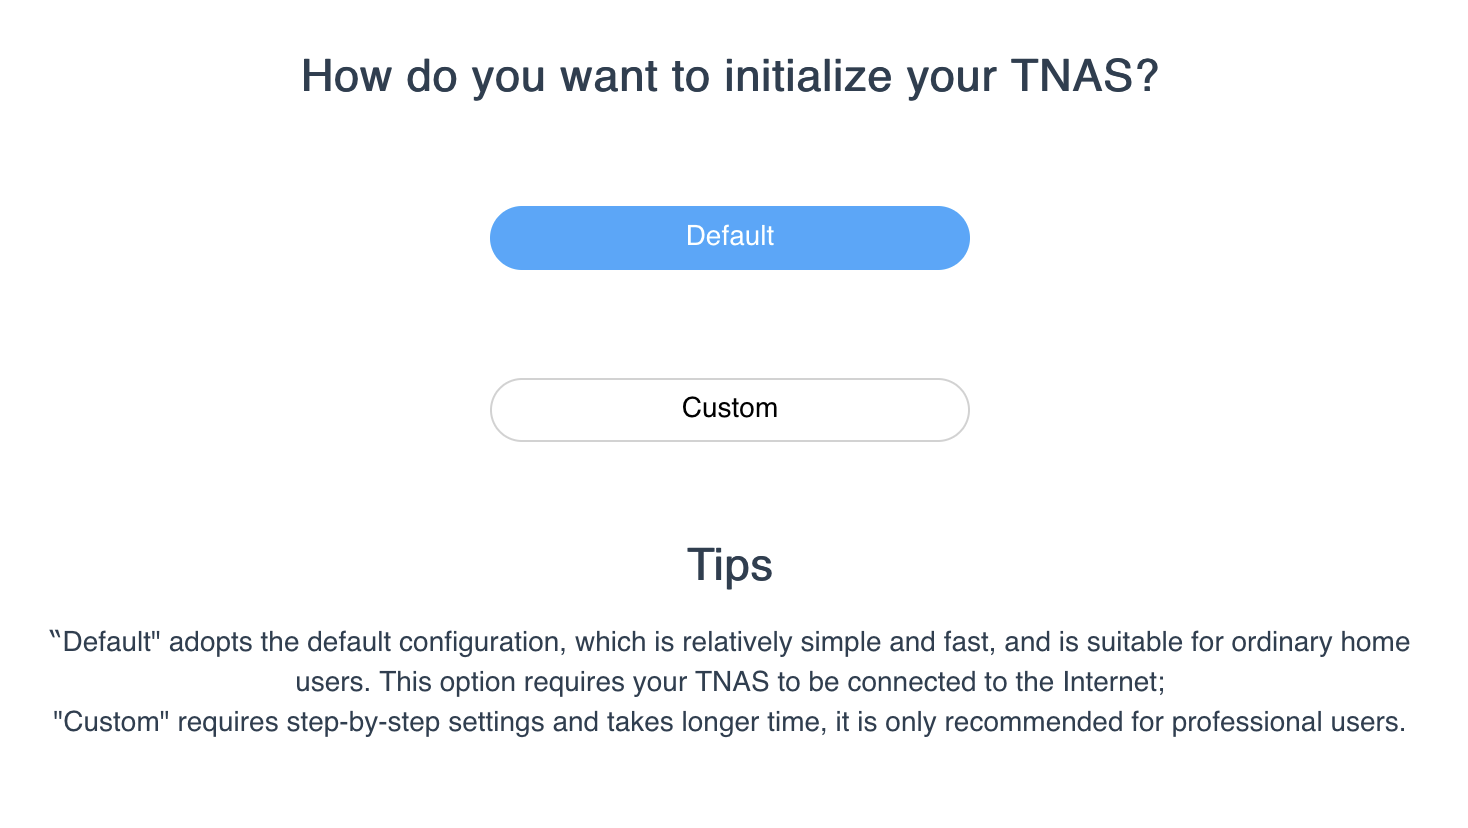 How do you want to initialize your TNAS?
Default
Custom
Tips
‶Default" adopts the default configuration, which is relatively simple and fast, and is suitable for ordinary home
users. This option requires your TNAS to be connected to the Internet;
"Custom" requires step-by-step settings and takes longer time, it is only recommended for professional users.